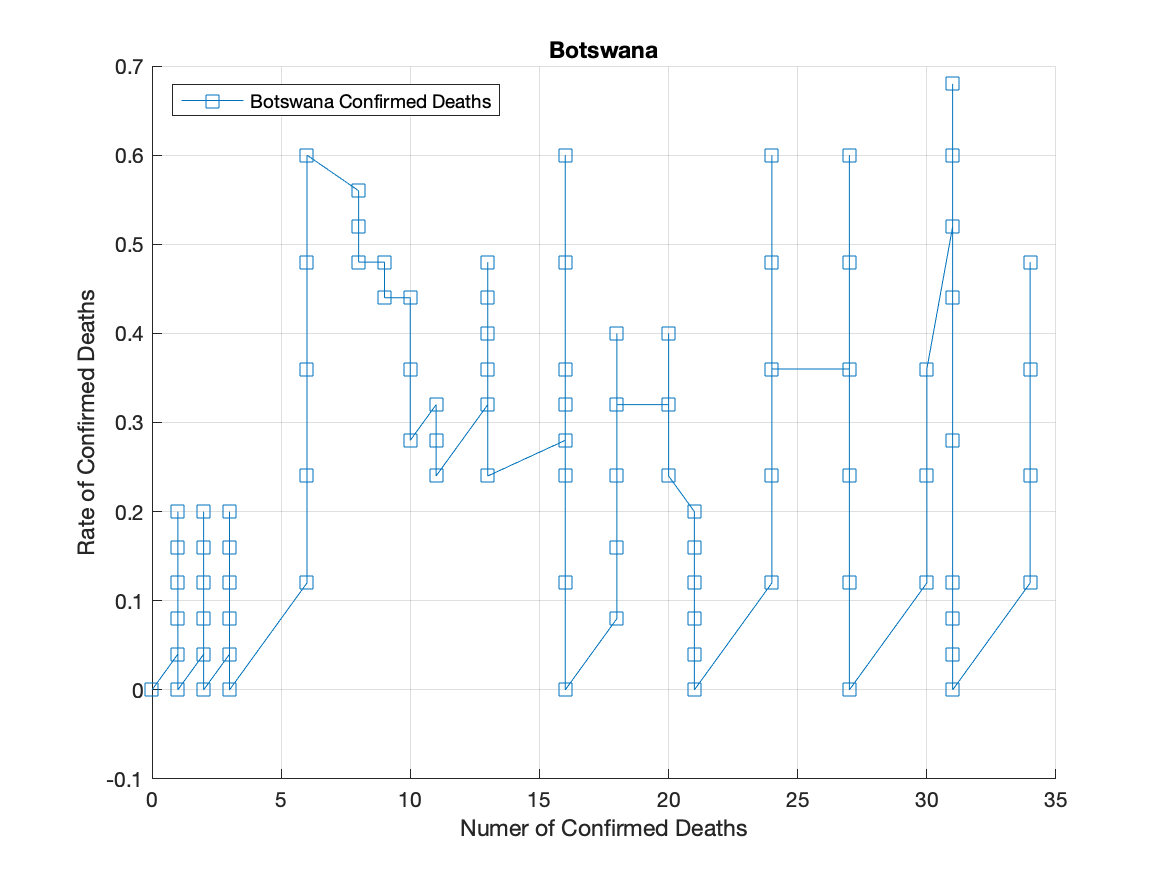 Botswana
0.7
Botswana Confirmed Deaths
0.6
0.5
0.4
0.3
0.2
0.1
0
-0.1
Rate of Confirmed Deaths
0 5 10 15 20 25 30 35
Numer of Confirmed Deaths